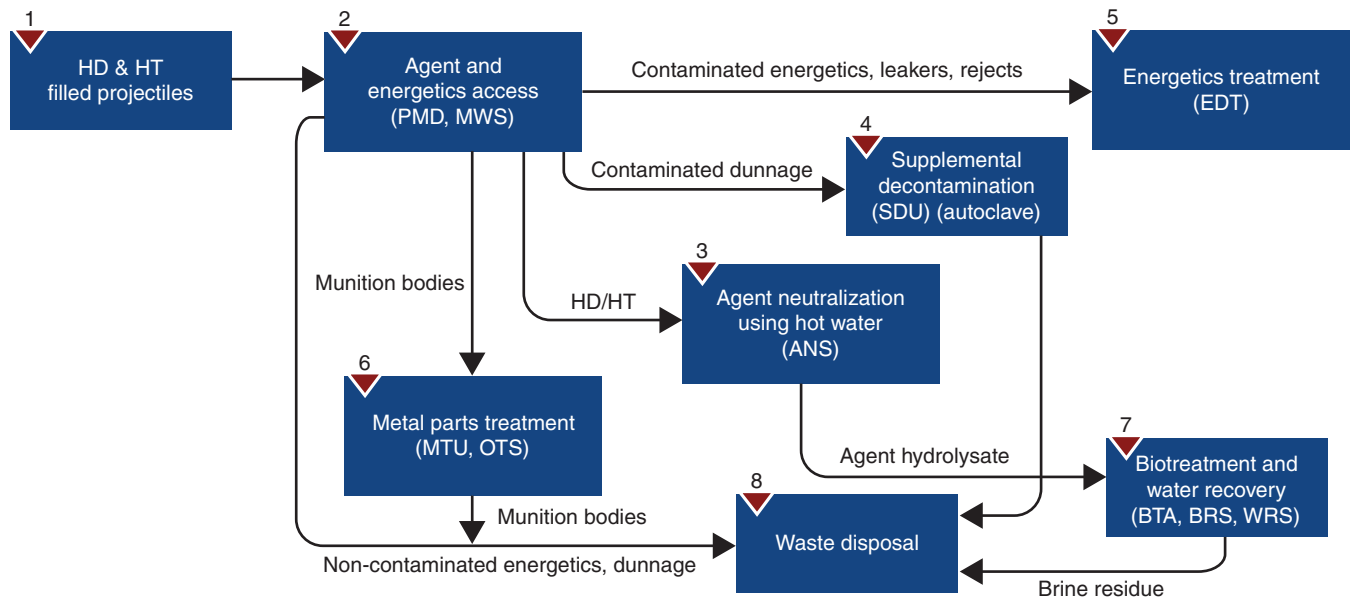 1
HD & HT
filled projectiles
2
Agent and
energetics access
(PMD, MWS)
Contaminated energetics, leakers, rejects
5
Energetics treatment
(EDT)
Contaminated dunnage
4
Supplemental
decontamination
(SDU) (autoclave)
Munition bodies
HD/HT
3
Agent neutralization
using hot water
(ANS)
6
Metal parts treatment
(MTU, OTS)
Agent hydrolysate
7
Biotreatment and
water recovery
(BTA, BRS, WRS)
Munition bodies
8
Waste disposal
Non-contaminated energetics, dunnage
Brine residue